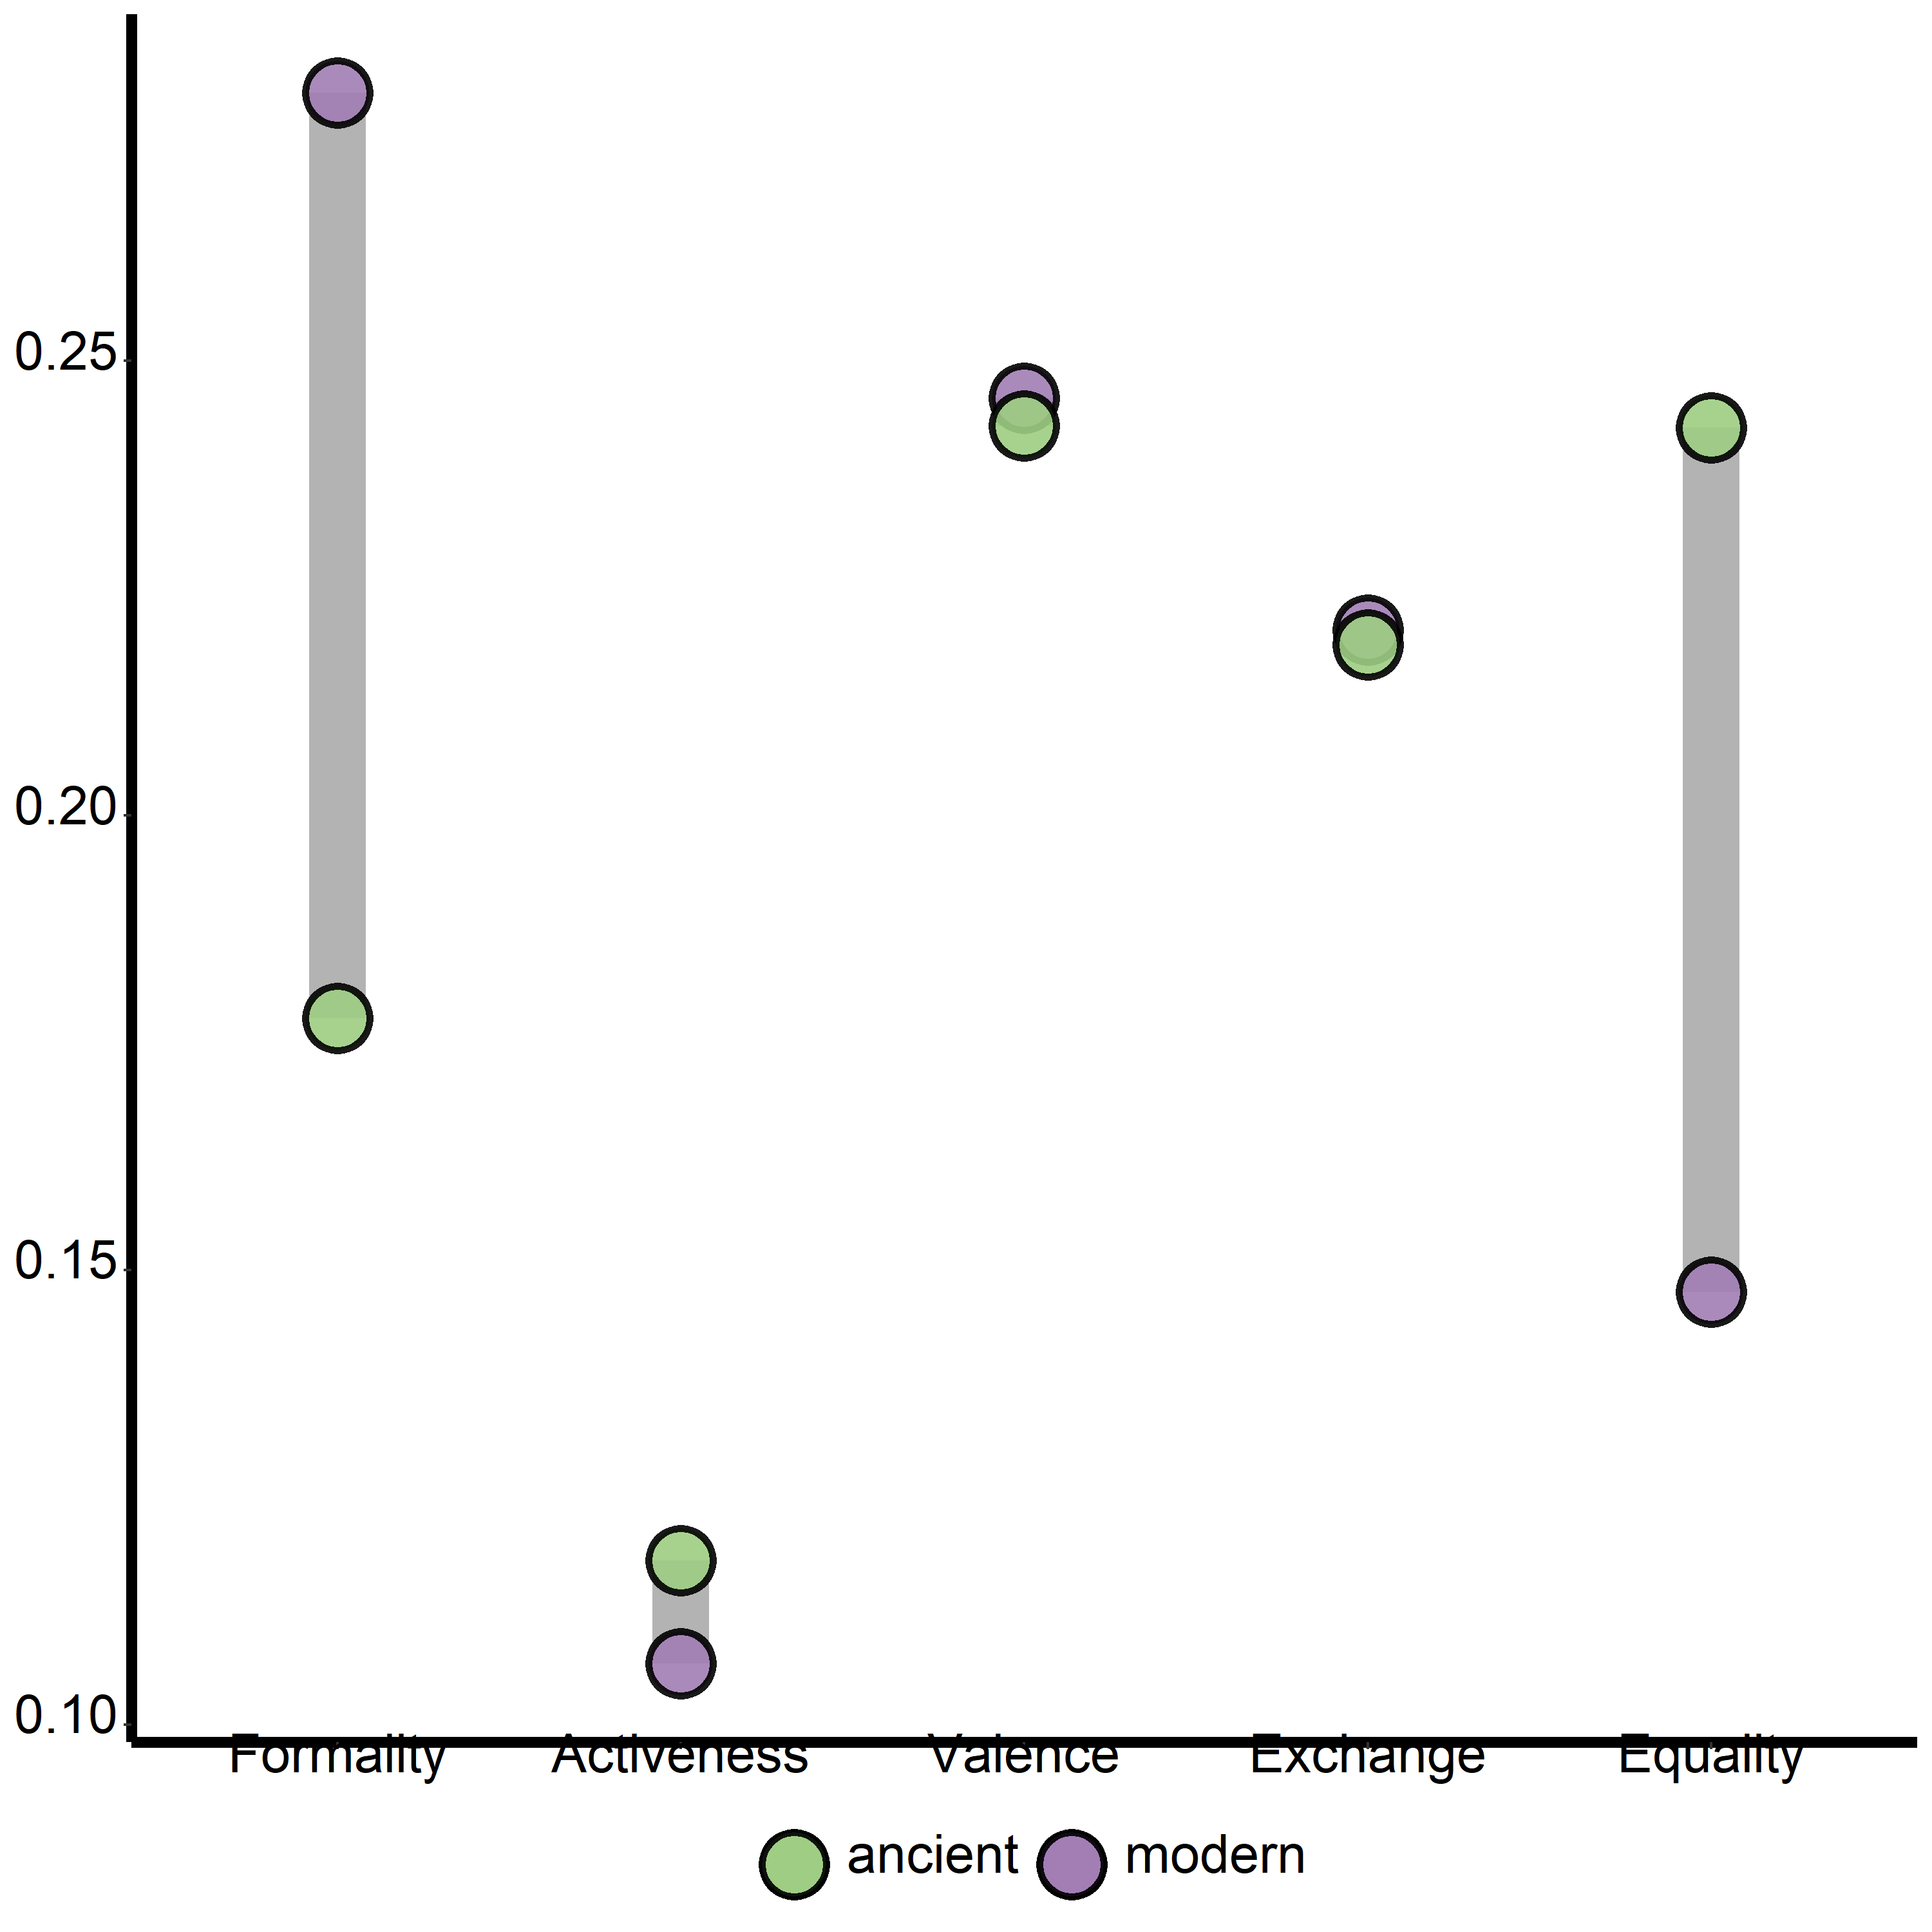 0.25
0.20
0.15
0.10
Formality Activeness Valence Exchange Equality
ancient modern